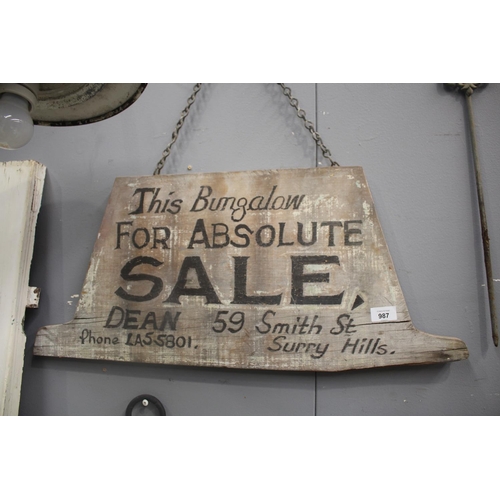 This Bungalow
FOR ABSOLUTE
SALE,
DEAN 59 Smith St
Phone LA5-5801. Surry Hills.
987